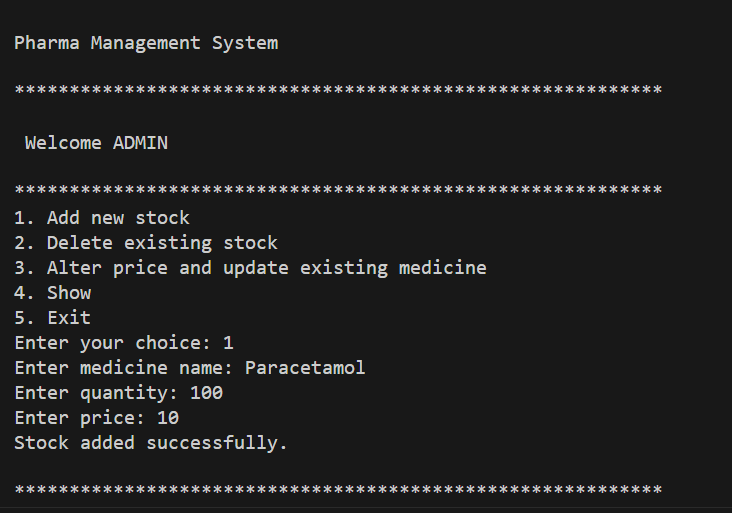 Pharma Management System
***********************************************************
Welcome ADMIN
***********************************************************
1. Add new stock
2. Delete existing stock
3. Alter price and update existing medicine
4. Show
5. Exit
Enter your choice: 1
Enter medicine name: Paracetamol
Enter quantity: 100
Enter price: 10
Stock added successfully.
***********************************************************